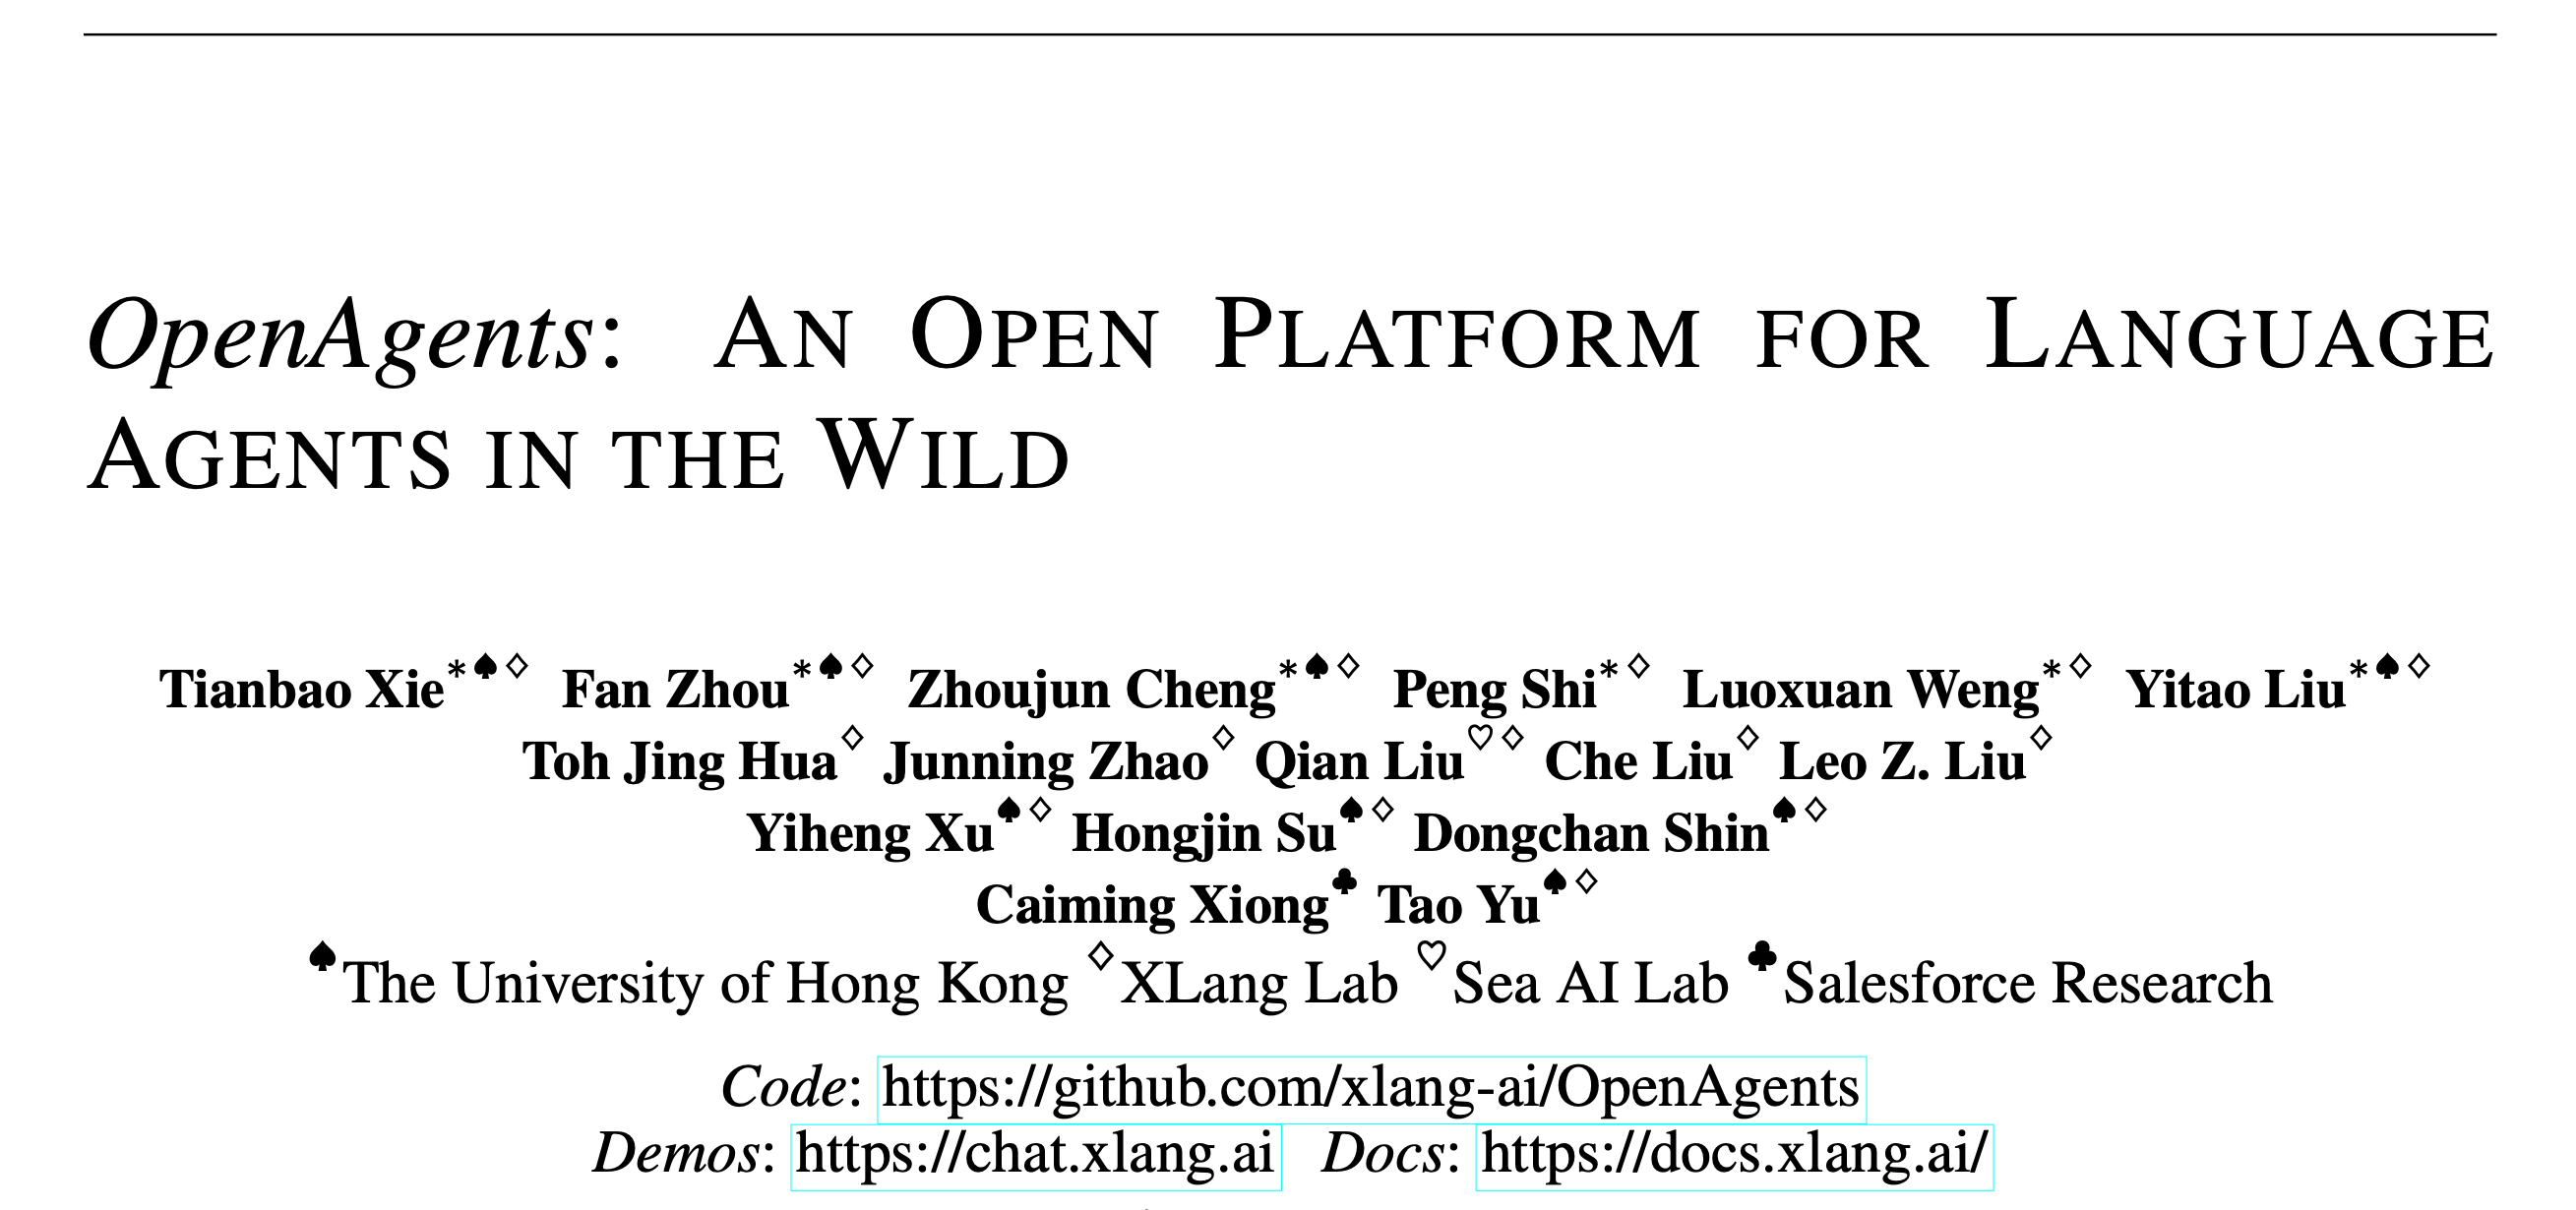 OpenAgents: AN OPEN PLATFORM FOR LANGUAGE
AGENTS IN THE WILD
Tianbao Xie*♠♢ Fan Zhou*♠♢ Zhoujun Cheng*♠♢ Peng Shi*♢ Luoxuan Weng*♢ Yitao Liu*♠♢
Toh Jing Hua♢ Junning Zhao♢ Qian Liu♡♢ Che Liu♢ Leo Z. Liu♢
Yiheng Xu♠♢ Hongjin Su♠♢ Dongchan Shin♠♢
Caiming Xiong♣ Tao Yu♠♢
♠The University of Hong Kong ♢XLang Lab ♡Sea AI Lab ♣Salesforce Research
Code: https://github.com/xlang-ai/OpenAgents
Demos: https://chat.xlang.ai Docs: https://docs.xlang.ai/